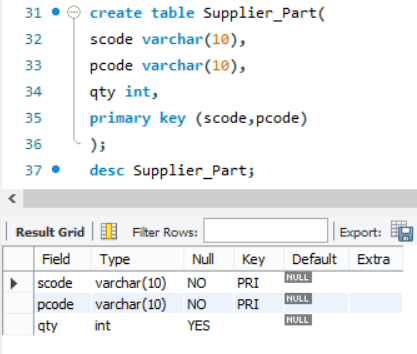 31 create table Supplier_Part(
32 scode varchar(10),
33 pcode varchar(10),
34 qty int,
35 primary key (scode,pcode)
36 );
37 desc Supplier_Part;
Result Grid Filter Rows: Export:
Field Type Null Key Default Extra
scode varchar(10) NO PRI NULL
pcode varchar(10) NO PRI NULL
qty int YES NULL